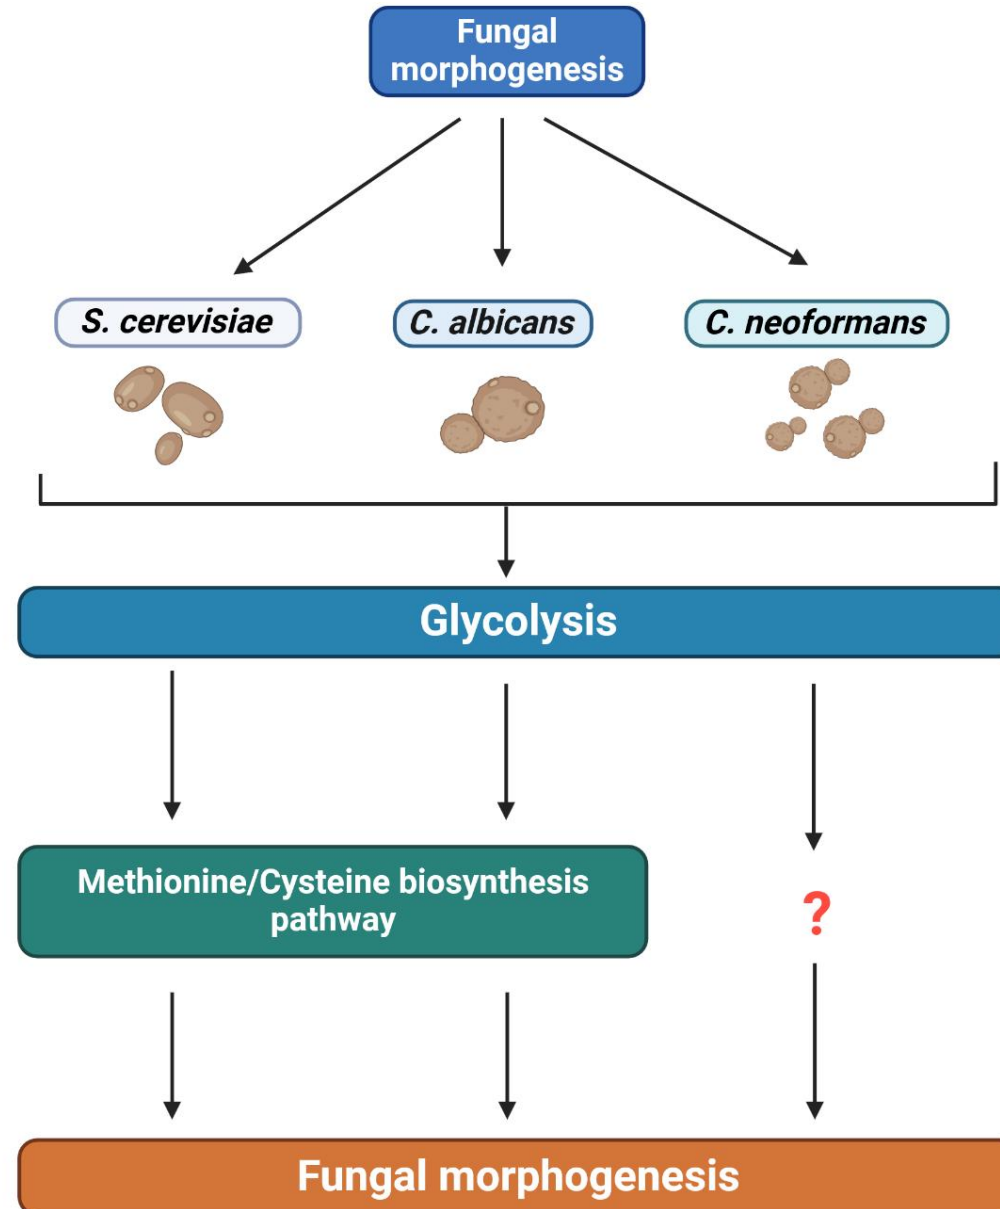 Fungal
morphogenesis
S. cerevisiae
C. albicans
C. neoformans
Glycolysis
Methionine/Cysteine biosynthesis
pathway
?
Fungal morphogenesis